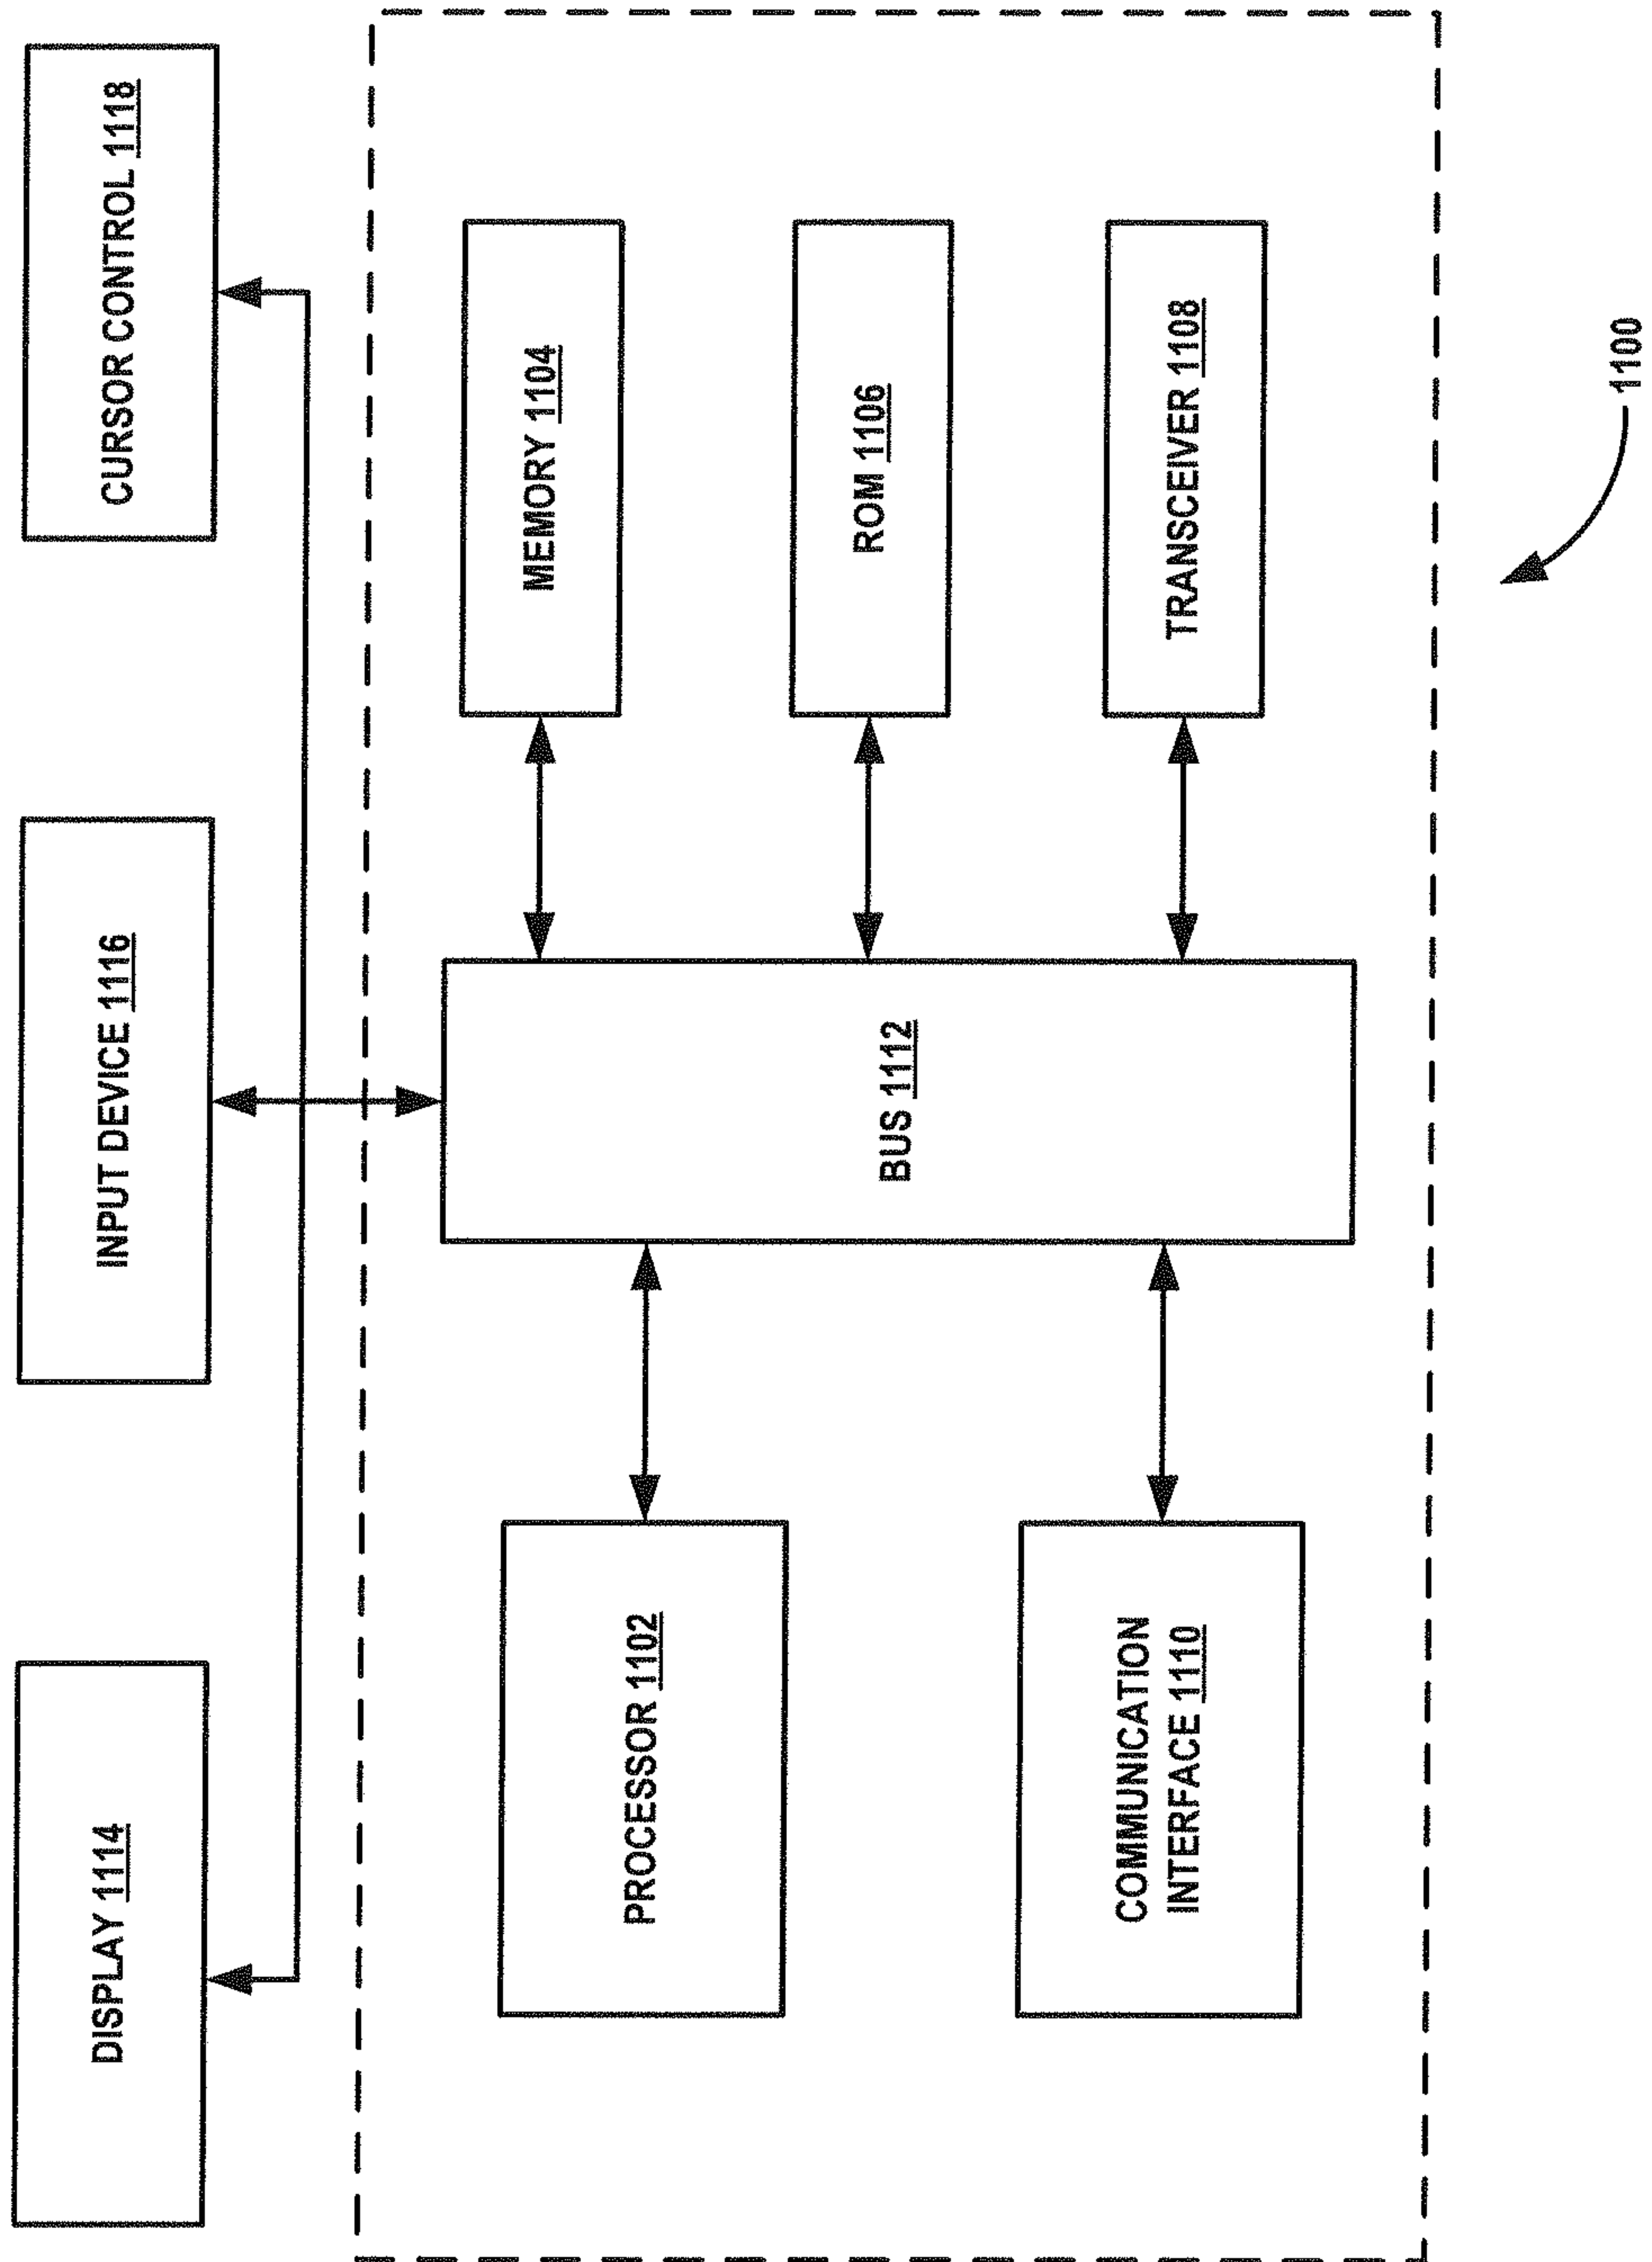 DISPLAY 1114
INPUT DEVICE 1116
CURSOR CONTROL 1118
PROCESSOR 1102
COMMUNICATION
INTERFACE 1110
BUS 1112
MEMORY 1104
ROM 1106
TRANSCEIVER 1108
1100